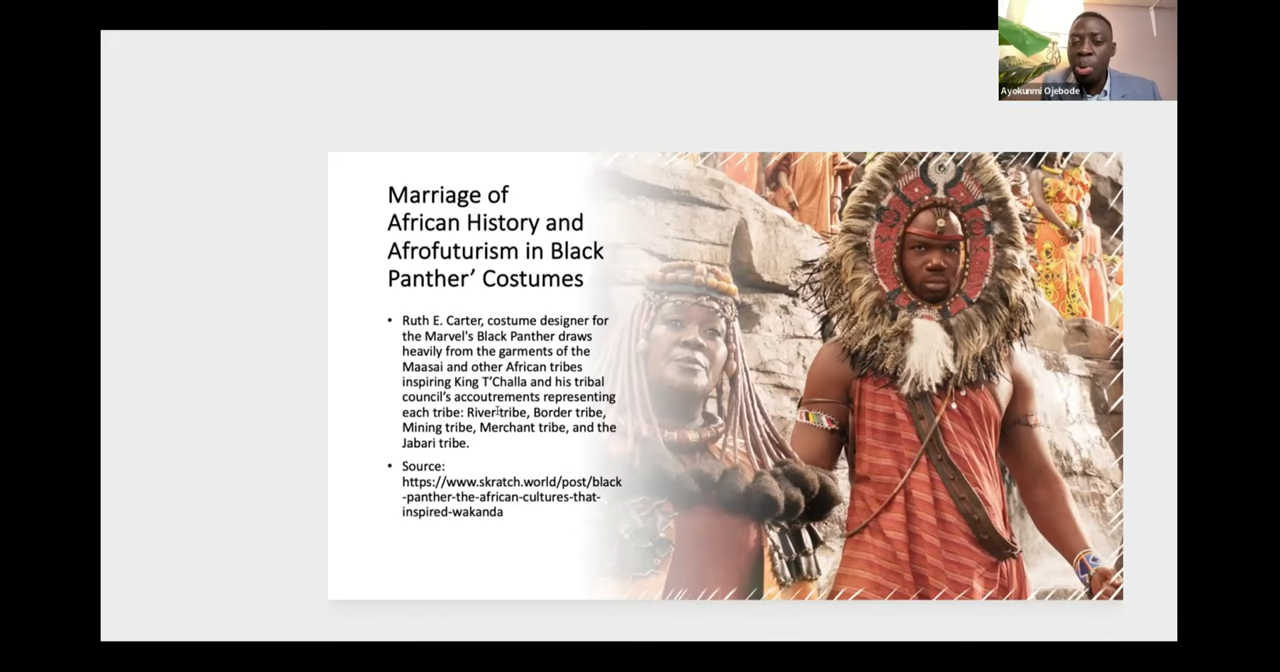 Ayokunmi Ojebode
Marriage of
African History and
Afrofuturism in Black
Panther’ Costumes
• Ruth E. Carter, costume designer for
the Marvel's Black Panther draws
heavily from the garments of the
Maasai and other African tribes
inspiring King T’Challa and his tribal
council’s accoutrements representing
each tribe: River tribe, Border tribe,
Mining tribe, Merchant tribe, and the
Jabari tribe.
• Source:
https://www.skratch.world/post/black
-panther-the-african-cultures-that-
inspired-wakanda